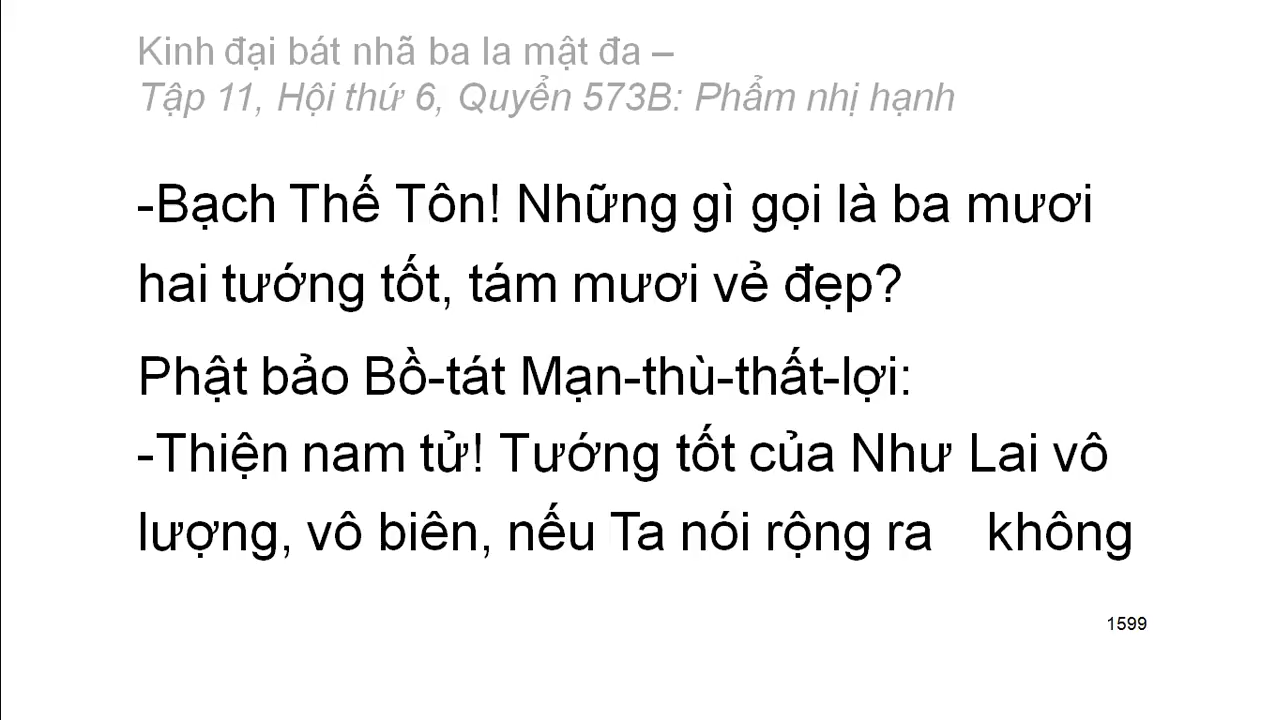 Kinh đại bát nhã ba la mật đa –
Tập 11, Hội thứ 6, Quyển 573B: Phẩm nhị hạnh
-Bạch Thế Tôn! Những gì gọi là ba mươi
hai tướng tốt, tám mươi vẻ đẹp?
Phật bảo Bồ-tát Mạn-thù-thất-lợi:
-Thiện nam tử! Tướng tốt của Như Lai vô
lượng, vô biên, nếu Ta nói rộng ra không
1599